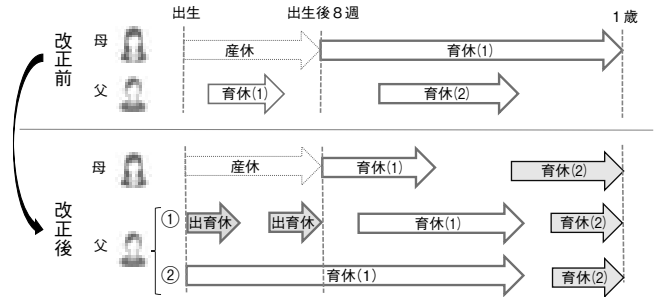 出生 出生後８週 １歳
改正前
母 産休 育休(1)
父 育休(1) 育休(2)
改正後
母 産休 育休(1) 育休(2)
父
① 出育休 出育休 育休(1) 育休(2)
② 育休(1) 育休(2)